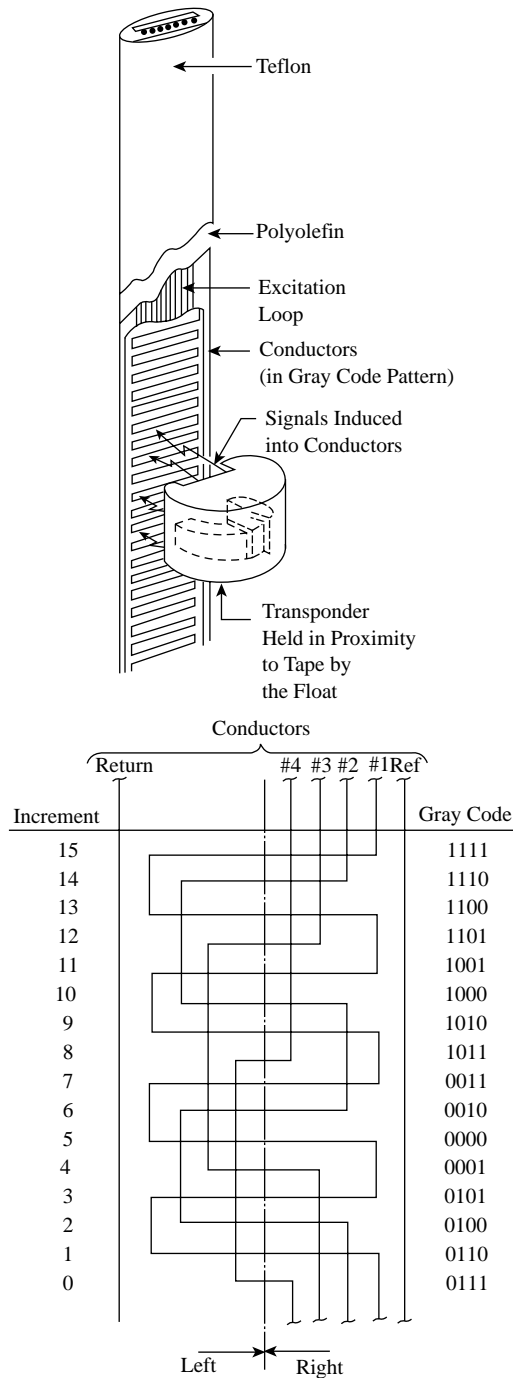 Teflon
Polyolefin
Excitation
Loop
Conductors
(in Gray Code Pattern)
Signals Induced
into Conductors
Transponder
Held in Proximity
to Tape by
the Float
Conductors
Return #4 #3 #2 #1 Ref
Increment Gray Code
15 1111
14 1110
13 1100
12 1101
11 1001
10 1000
9 1010
8 1011
7 0011
6 0010
5 0000
4 0001
3 0101
2 0100
1 0110
0 0111
Left Right